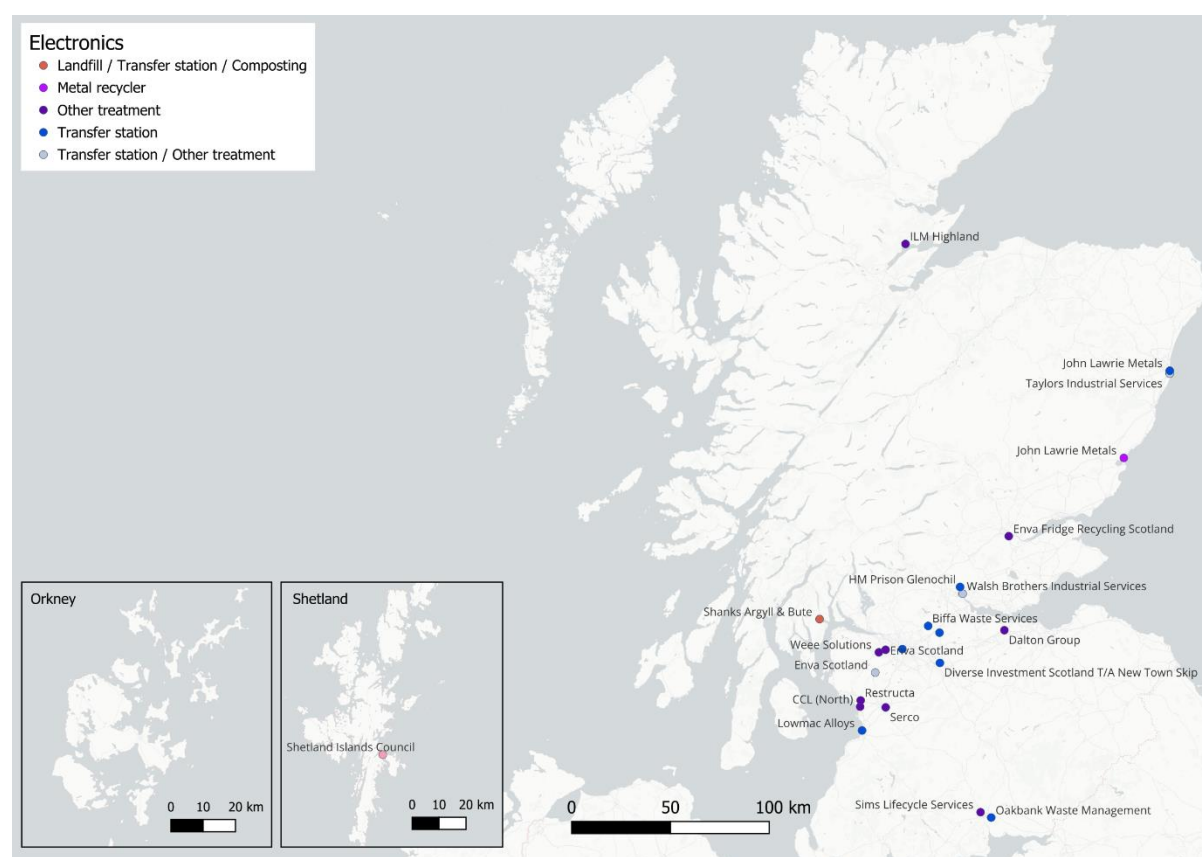 Electronics
Landfill / Transfer station / Composting
Metal recycler
Other treatment
Transfer station
Transfer station / Other treatment
ILM Highland
John Lawrie Metals
Taylors Industrial Services
John Lawrie Metals
Enva Fridge Recycling Scotland
HM Prison Glenochil
Walsh Brothers Industrial Services
Shanks Argyll & Bute
Biffa Waste Services
Dalton Group
Weee Solutions
Enva Scotland
Enva Scotland
Diverse Investment Scotland T/A New Town Skip
Restructa
CCL (North)
Serco
Lowmac Alloys
Sims Lifecycle Services
Oakbank Waste Management
0 50 100 km
Orkney
0 10 20 km
Shetland
Shetland Islands Council
0 10 20 km